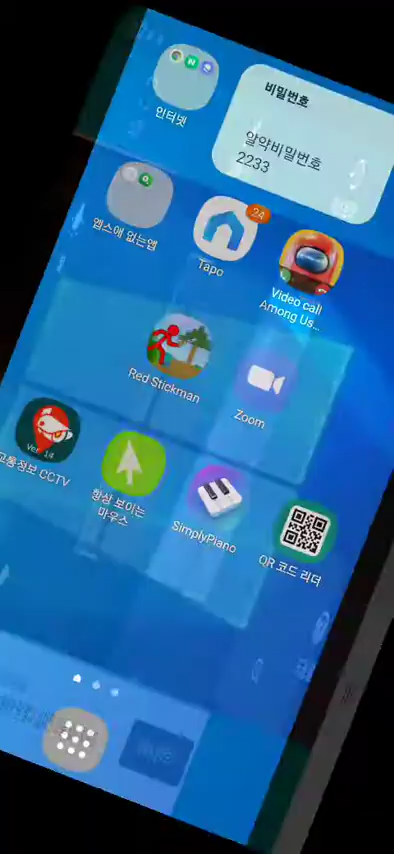 인터넷
비밀번호
알약비밀번호
2233
앱스에 없는앱
Tapo
24
Video call
Among Us...
Red Stickman
Zoom
교통정보 CCTV
Ver. 14
항상 보이는
마우스
SimplyPiano
QR 코드 리더